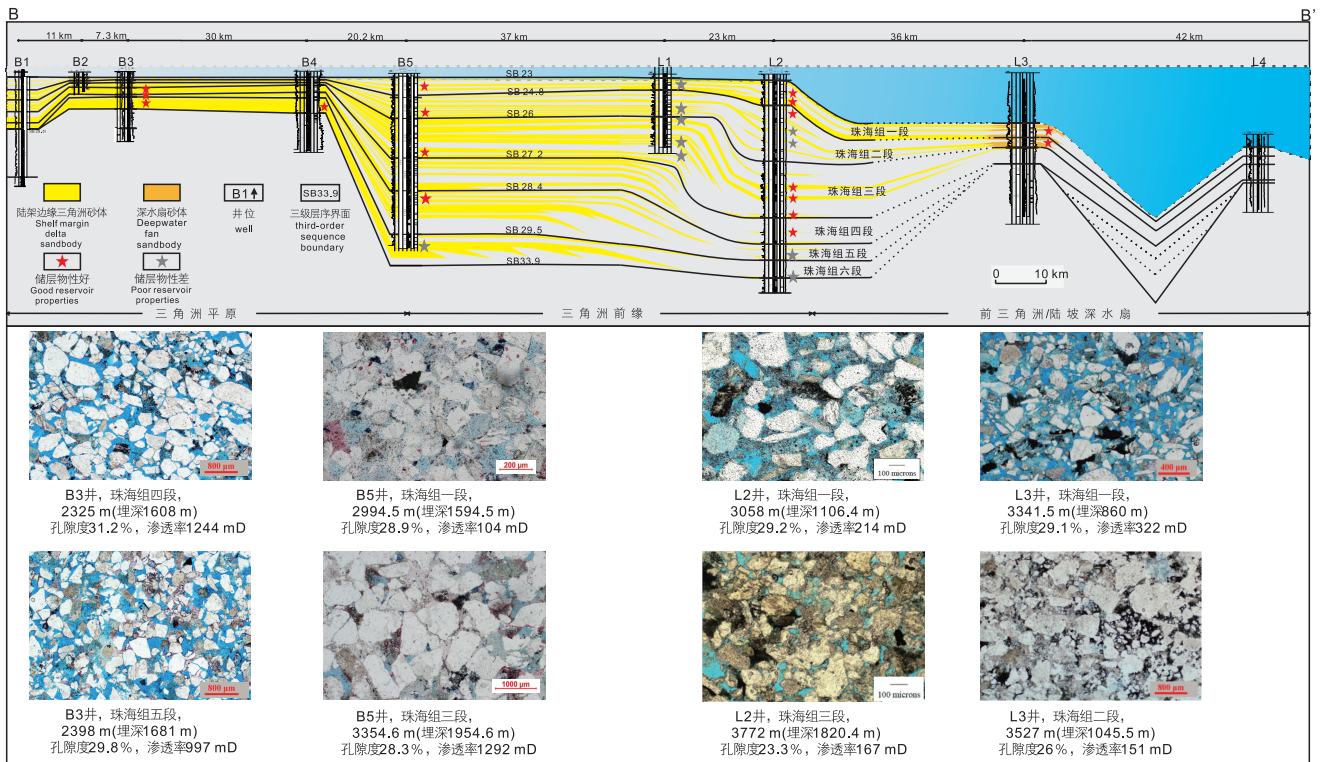 B
B'
11 km
7.3 km
30 km
20.2 km
37 km
23 km
36 km
42 km
B1
B2
B3
B4
B5
L1
L2
L3
L4
SB 23
SB 24.8
SB 26
SB 27.2
SB 28.4
SB 29.5
SB33.9
珠海组一段
珠海组二段
珠海组三段
珠海组四段
珠海组五段
珠海组六段
陆架边缘三角洲砂体
Shelf margin
delta
sandbody
深水扇砂体
Deepwater
fan
sandbody
B1
井 位
well
SB33.9
三级层序界面
third-order
sequence
boundary
储层物性好
Good reservoir
properties
储层物性差
Poor reservoir
properties
0 10 km
三 角 洲 平 原
三 角 洲 前 缘
前 三 角 洲/陆 坡 深 水 扇
800 μm
200 μm
100 microns
400 μm
B3井，珠海组四段，
2325 m(埋深1608 m)
孔隙度31.2%，渗透率1244 mD
B5井，珠海组一段，
2994.5 m(埋深1594.5 m)
孔隙度28.9%，渗透率104 mD
L2井，珠海组一段，
3058 m(埋深1106.4 m)
孔隙度29.2%，渗透率214 mD
L3井，珠海组一段，
3341.5 m(埋深860 m)
孔隙度29.1%，渗透率322 mD
800 μm
1000 μm
100 microns
800 μm
B3井，珠海组五段，
2398 m(埋深1681 m)
孔隙度29.8%，渗透率997 mD
B5井，珠海组三段，
3354.6 m(埋深1954.6 m)
孔隙度28.3%，渗透率1292 mD
L2井，珠海组三段，
3772 m(埋深1820.4 m)
孔隙度23.3%，渗透率167 mD
L3井，珠海组二段，
3527 m(埋深1045.5 m)
孔隙度26%，渗透率151 mD